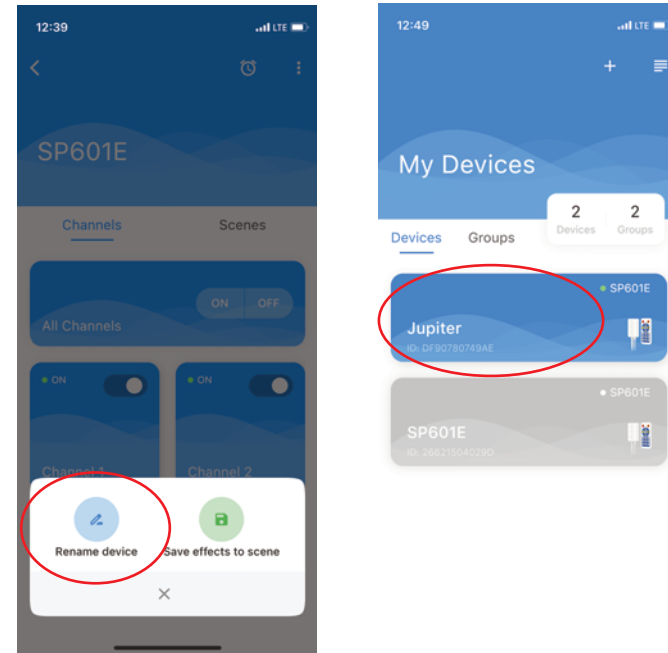 12:39
LTE
SP601E
Channels
Scenes
ON OFF
All Channels
ON
ON
Channel 1
Channel 2
Rename device
Save effects to scene
12:49
LTE
My Devices
2 2
Devices Groups
Devices Groups
SP601E
Jupiter
ID: DF90780749AE
SP601E
SP601E
ID: 26621504029D